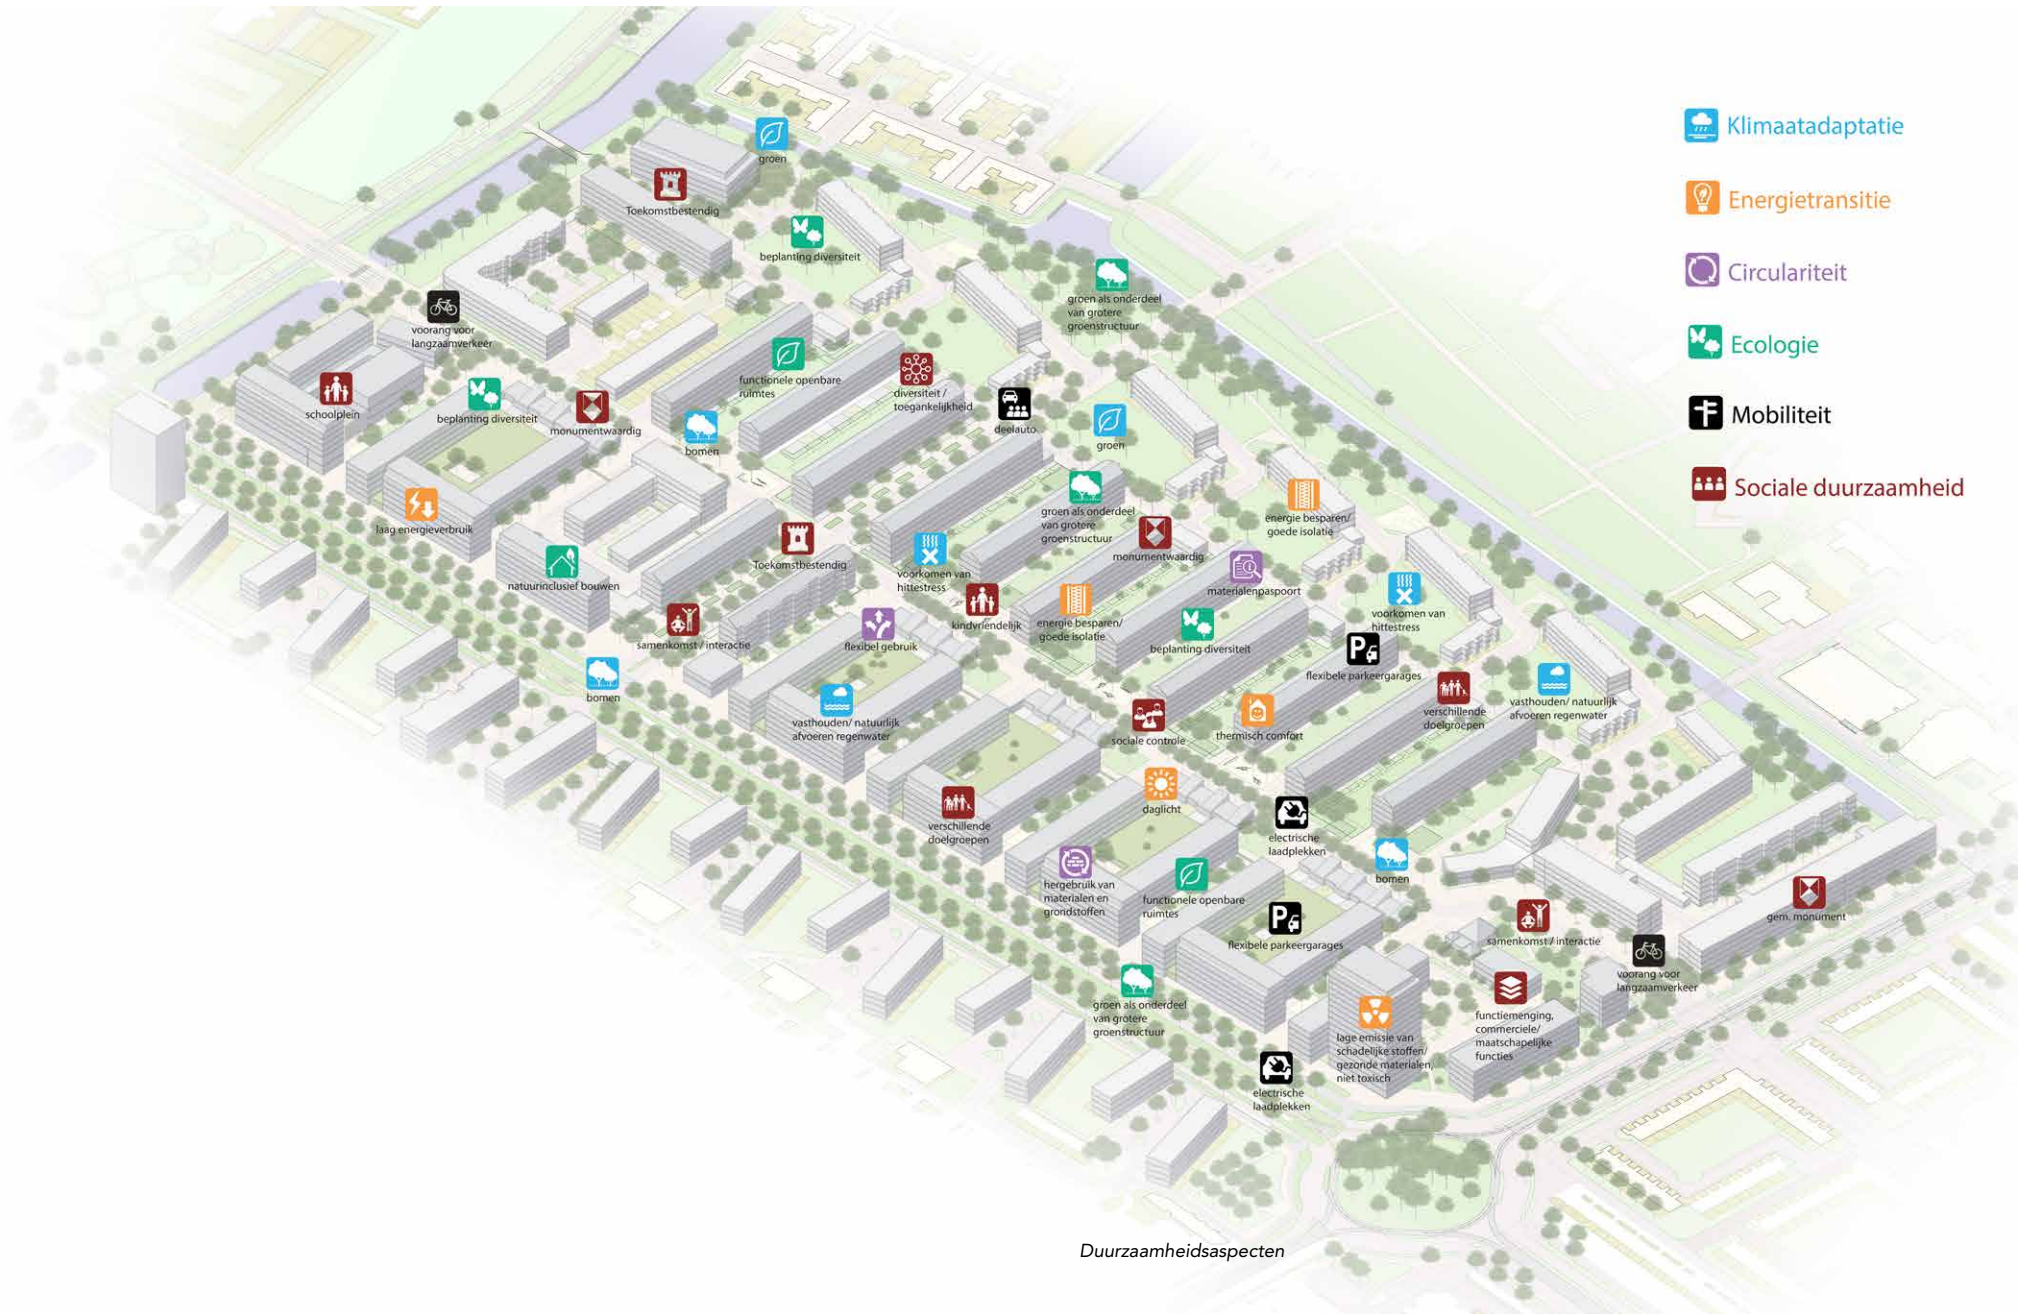 groen
Klimaatadaptatie
Toekomstbestendig
Energietransitie
beplanting diversiteit
Circulariteit
groen als onderdeel
van grotere
groenstructuur
voorang voor
langzaamverkeer
Ecologie
functionele openbare
ruimtes
diversiteit /
toegankelijkheid
schoolplein
beplanting diversiteit
monumentwaardig
deelauto
Mobiliteit
bomen
groen
Sociale duurzaamheid
laag energieverbruik
groen als onderdeel
van grotere
groenstructuur
energie besparen/
goede isolatie
monumentwaardig
Toekomstbestendig
voorkomen van
hittestress
natuurinclusief bouwen
materialenpaspoort
voorkomen van
hittestress
kindvriendelijk
energie besparen/
goede isolatie
samenkomst / interactie
flexibel gebruik
beplanting diversiteit
flexibele parkeergarages
bomen
vasthouden/ natuurlijk
afvoeren regenwater
verschillende
doelgroepen
vasthouden/ natuurlijk
afvoeren regenwater
sociale controle
thermisch comfort
daglicht
verschillende
doelgroepen
electrische
laadplekken
bomen
hergebruik van
materialen en
grondstoffen
functionele openbare
ruimtes
P
flexibele parkeergarages
gem. monument
samenkomst / interactie
voorang voor
langzaamverkeer
groen als onderdeel
van grotere
groenstructuur
functiemenging,
commerciele/
maatschapelijke
functies
lage emissie van
schadelijke stoffen/
gezonde materialen,
niet toxisch
electrische
laadplekken
P
Duurzaamheidsaspecten